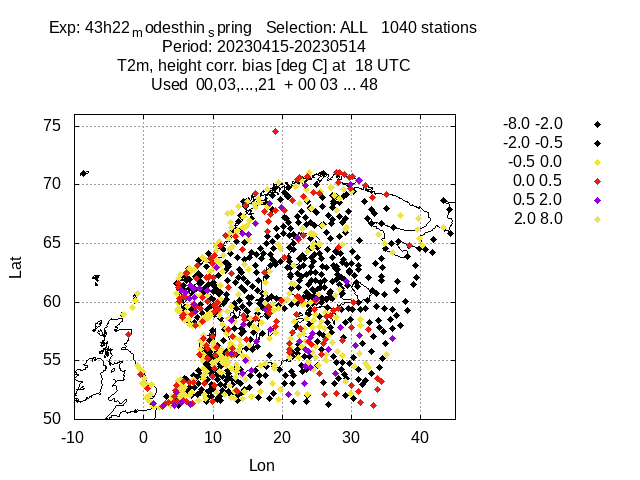 Exp: 43h22modesthinspring   Selection: ALL   1040 stations
Period: 20230415-20230514
T2m, height corr. bias [deg C] at  18 UTC
Used  00,03,...,21  + 00 03 ... 48
-8.0 -2.0
-2.0 -0.5
-0.5 0.0
0.0 0.5
0.5 2.0
2.0 8.0
75
70
65
60
55
50
Lat
-10 0 10 20 30 40
Lon